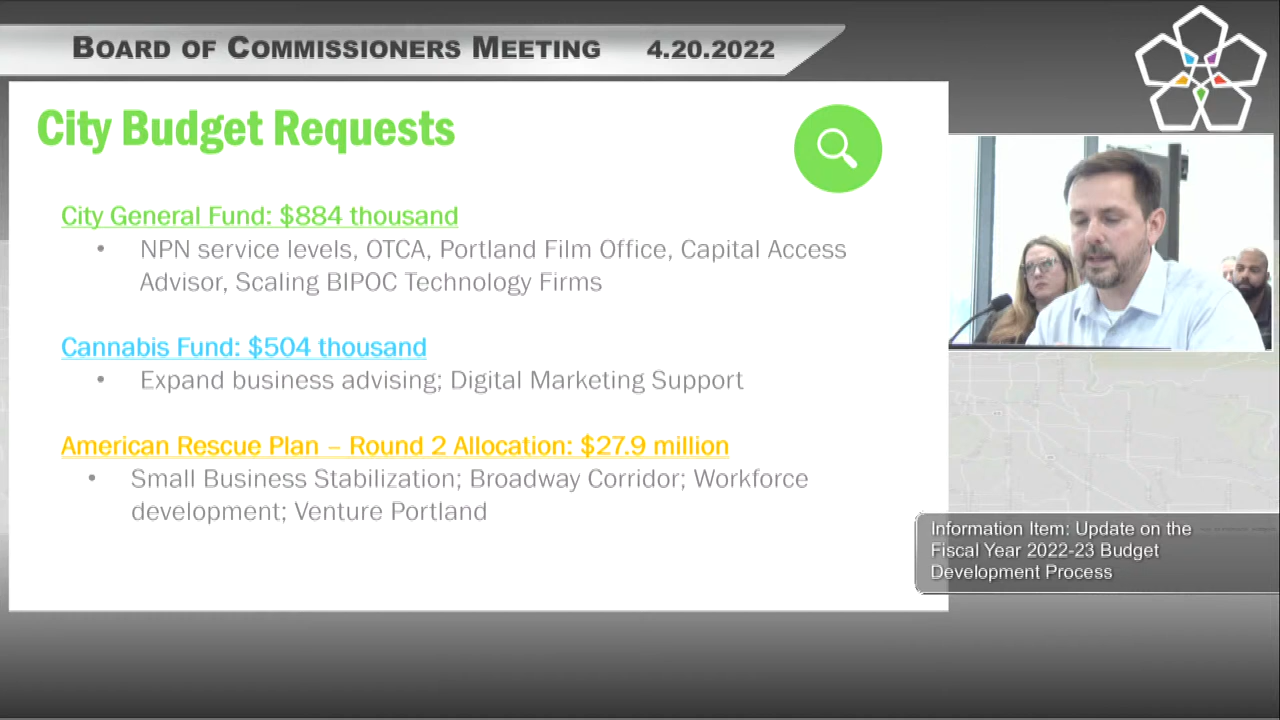 BOARD OF COMMISSIONERS MEETING 4.20.2022
City Budget Requests
City General Fund: $884 thousand
• NPN service levels, OTCA, Portland Film Office, Capital Access
Advisor, Scaling BIPOC Technology Firms
Cannabis Fund: $504 thousand
• Expand business advising; Digital Marketing Support
American Rescue Plan – Round 2 Allocation: $27.9 million
• Small Business Stabilization; Broadway Corridor; Workforce
development; Venture Portland
Information Item: Update on the
Fiscal Year 2022-23 Budget
Development Process